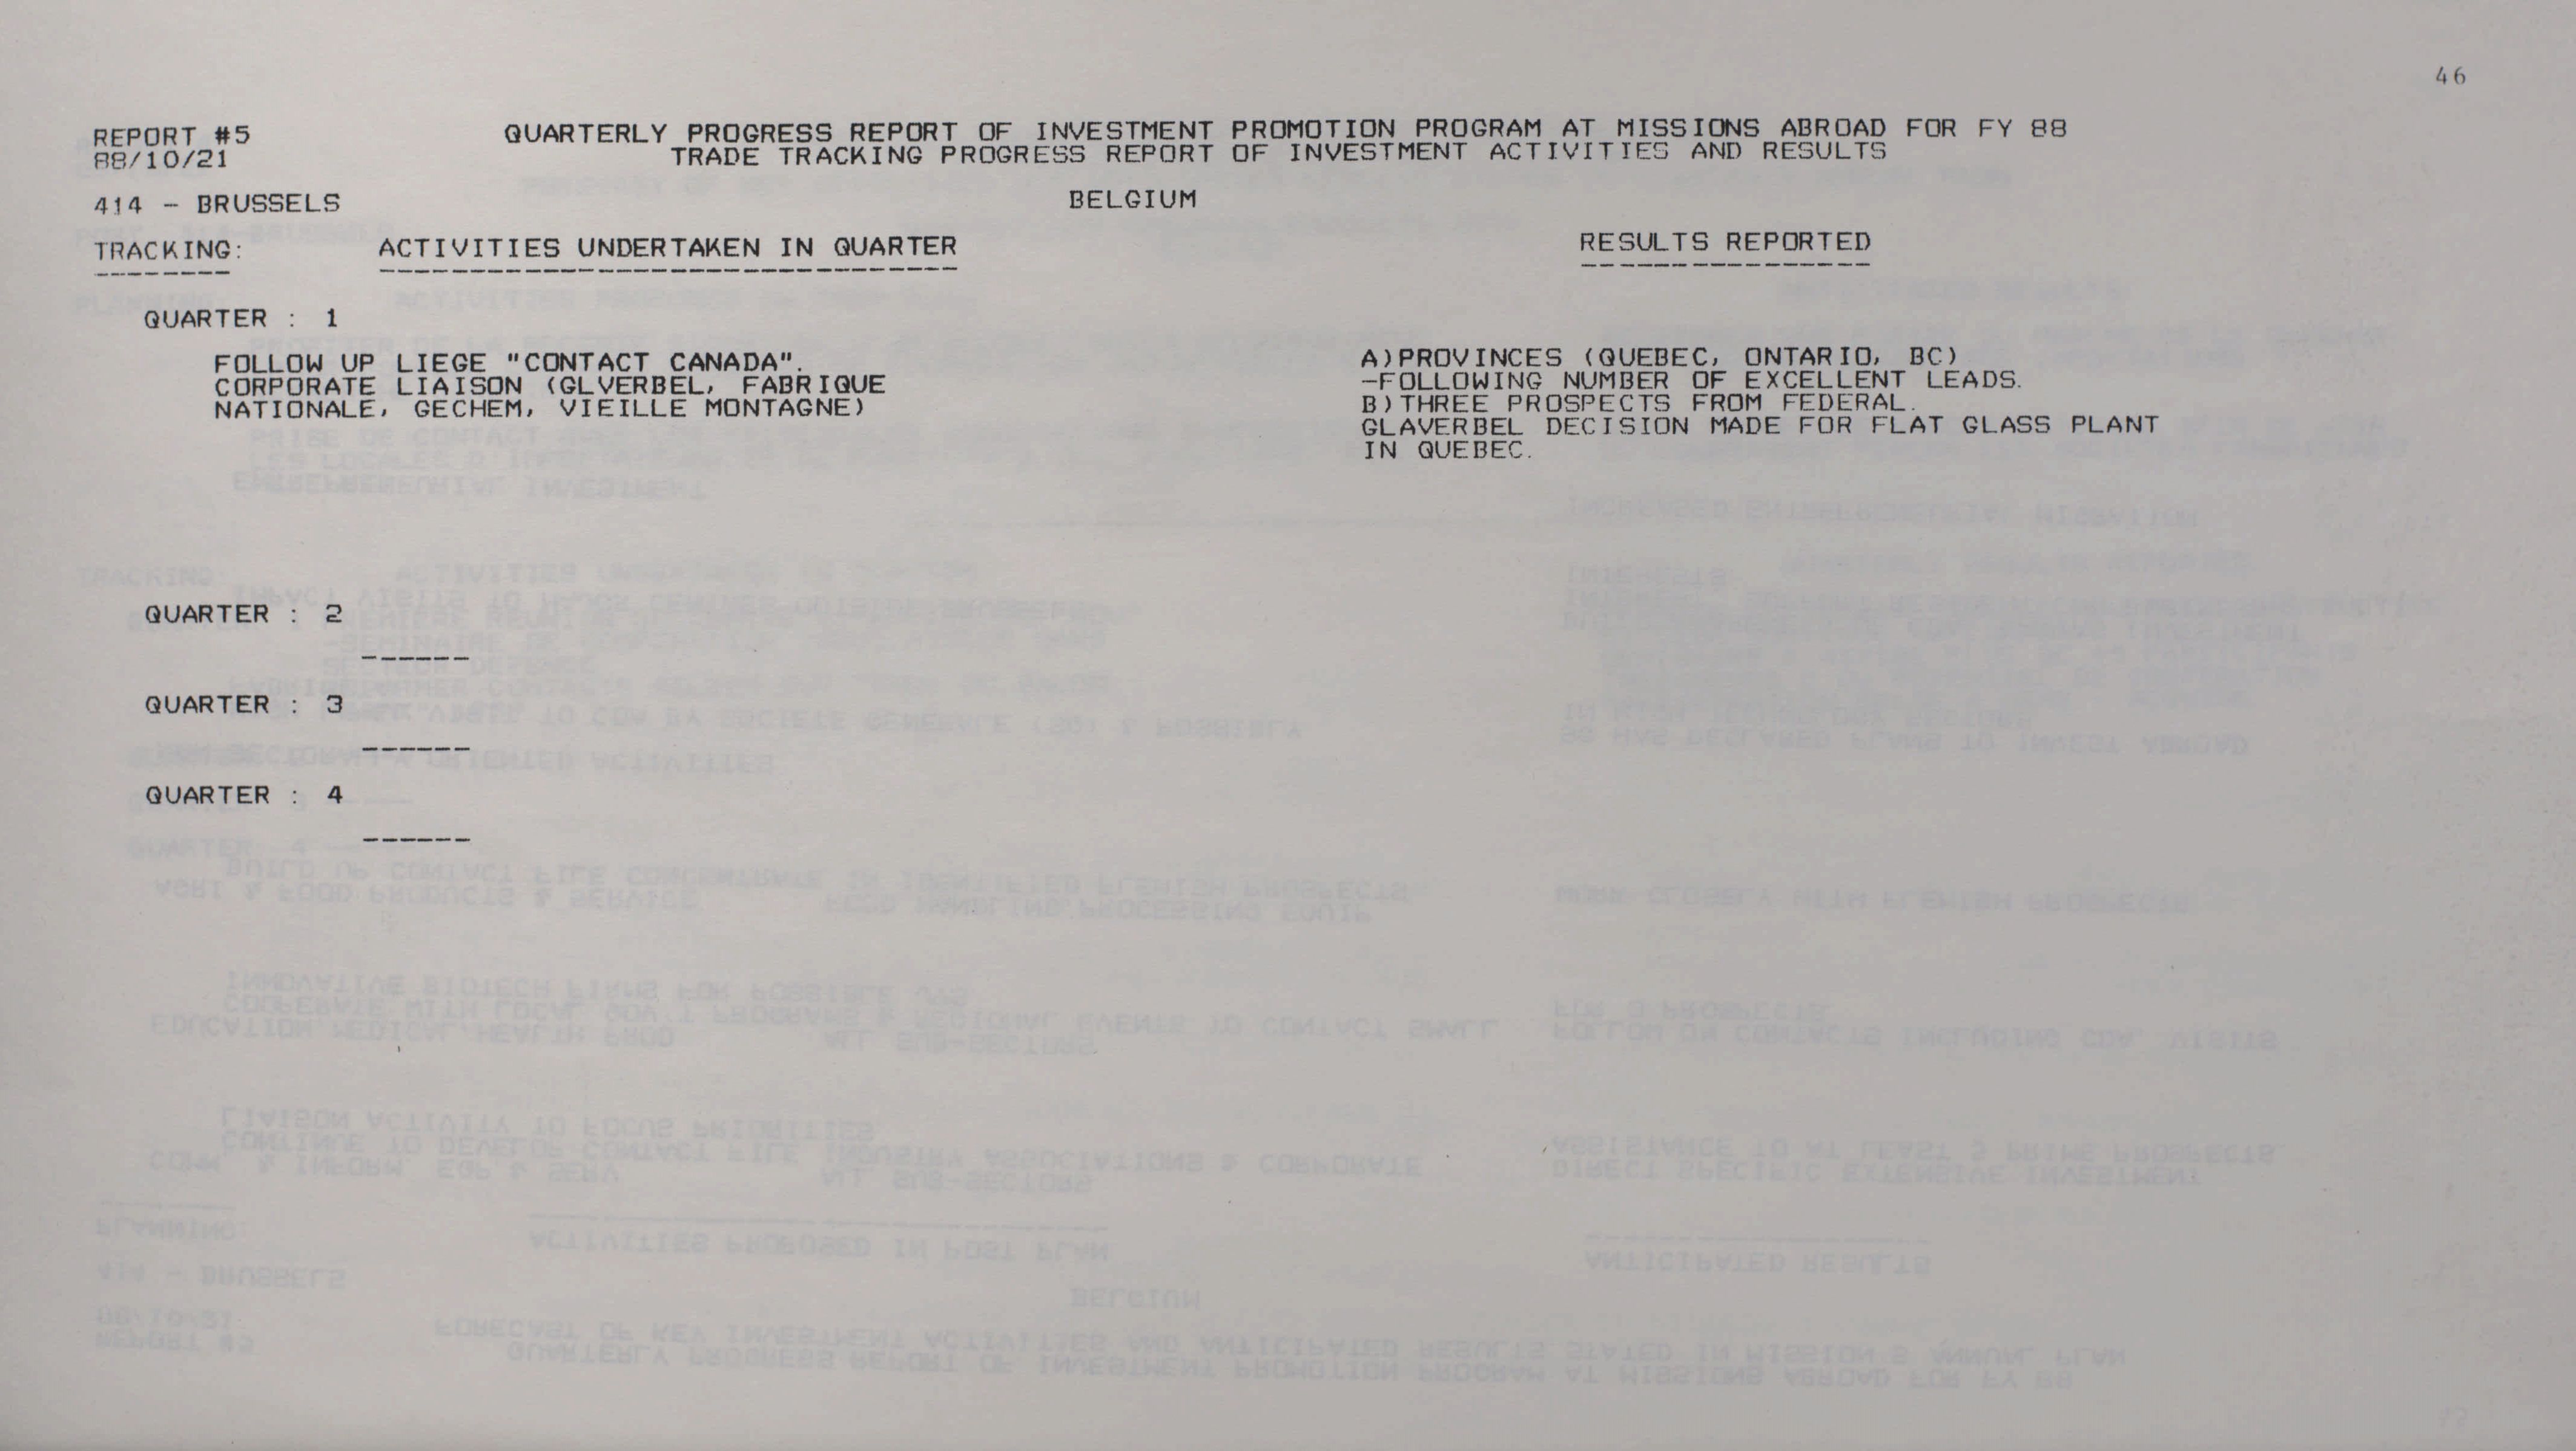 46
REPORT #5 QUARTERLY PROGRESS REPORT OF INVESTMENT PROMOTION PROGRAM AT MISSIONS ABROAD FOR FY 88
88/10/21 TRADE TRACKING PROGRESS REPORT OF INVESTMENT ACTIVITIES AND RESULTS
414 - BRUSSELS BELGIUM
TRACKING: ACTIVITIES UNDERTAKEN IN QUARTER RESULTS REPORTED
--------- -------------------------------- ----------------
QUARTER : 1
FOLLOW UP LIEGE "CONTACT CANADA".
CORPORATE LIAISON (GLVERBEL, FABRIQUE
NATIONALE, GECHEM, VIEILLE MONTAGNE)
A)PROVINCES (QUEBEC, ONTARIO, BC)
-FOLLOWING NUMBER OF EXCELLENT LEADS.
B)THREE PROSPECTS FROM FEDERAL.
GLAVERBEL DECISION MADE FOR FLAT GLASS PLANT
IN QUEBEC.
QUARTER : 2
------
QUARTER : 3
------
QUARTER : 4
------